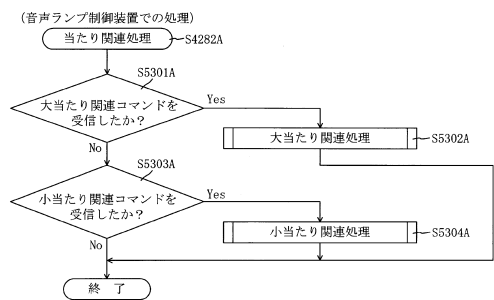 (音声ランプ制御装置での処理)
当たり関連処理
S4282A
S5301A
大当たり関連コマンドを
受信したか?
Yes
大当たり関連処理
S5302A
No
S5303A
小当たり関連コマンドを
受信したか?
Yes
小当たり関連処理
S5304A
No
終 了